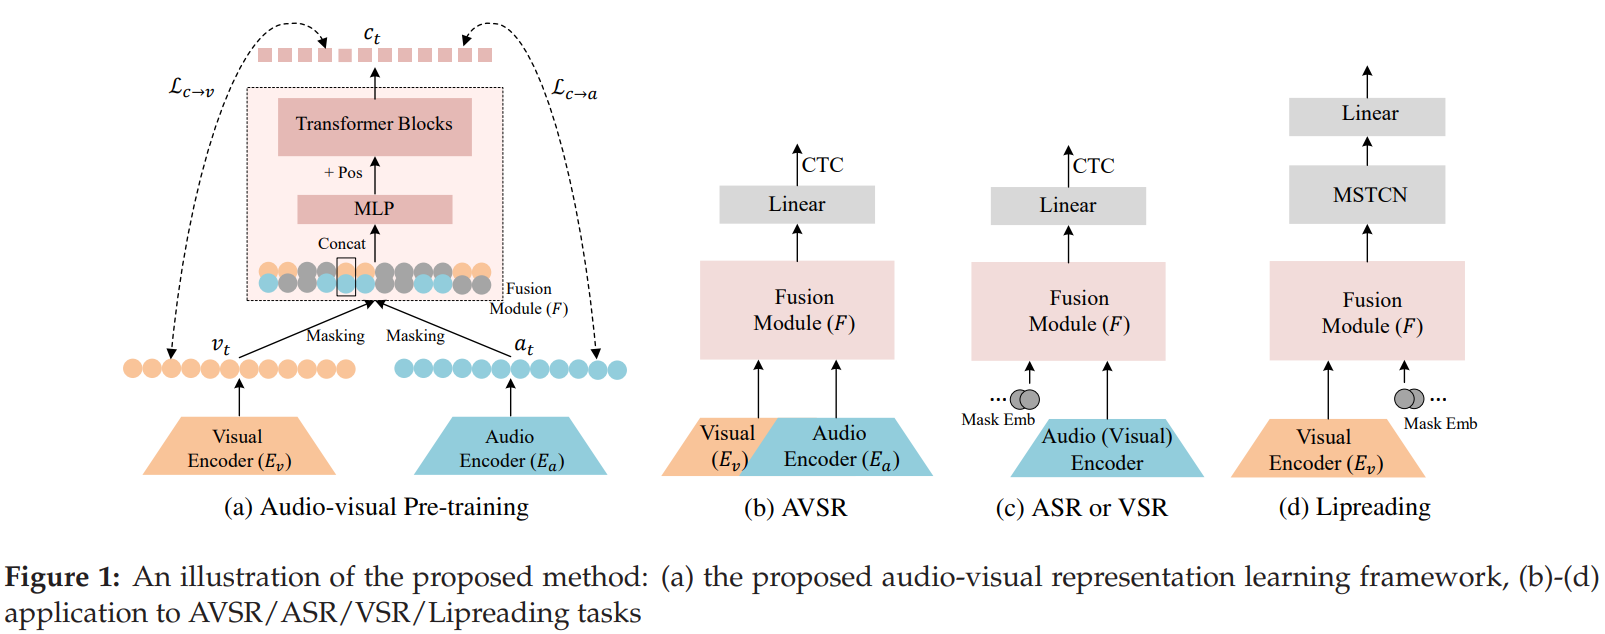 c_t
ℒ_{c→v}
ℒ_{c→a}
Transformer Blocks
+ Pos
MLP
Concat
Fusion
Module (F)
Masking
Masking
v_t
a_t
Visual
Encoder (E_v)
Audio
Encoder (E_a)
(a) Audio-visual Pre-training
CTC
Linear
Fusion
Module (F)
Visual
(E_v)
Audio
Encoder (E_a)
(b) AVSR
CTC
Linear
Fusion
Module (F)
...
Mask Emb
Audio (Visual)
Encoder
(c) ASR or VSR
Linear
MSTCN
Fusion
Module (F)
...
Mask Emb
Visual
Encoder (E_v)
(d) Lipreading
Figure 1: An illustration of the proposed method: (a) the proposed audio-visual representation learning framework, (b)-(d)
application to AVSR/ASR/VSR/Lipreading tasks